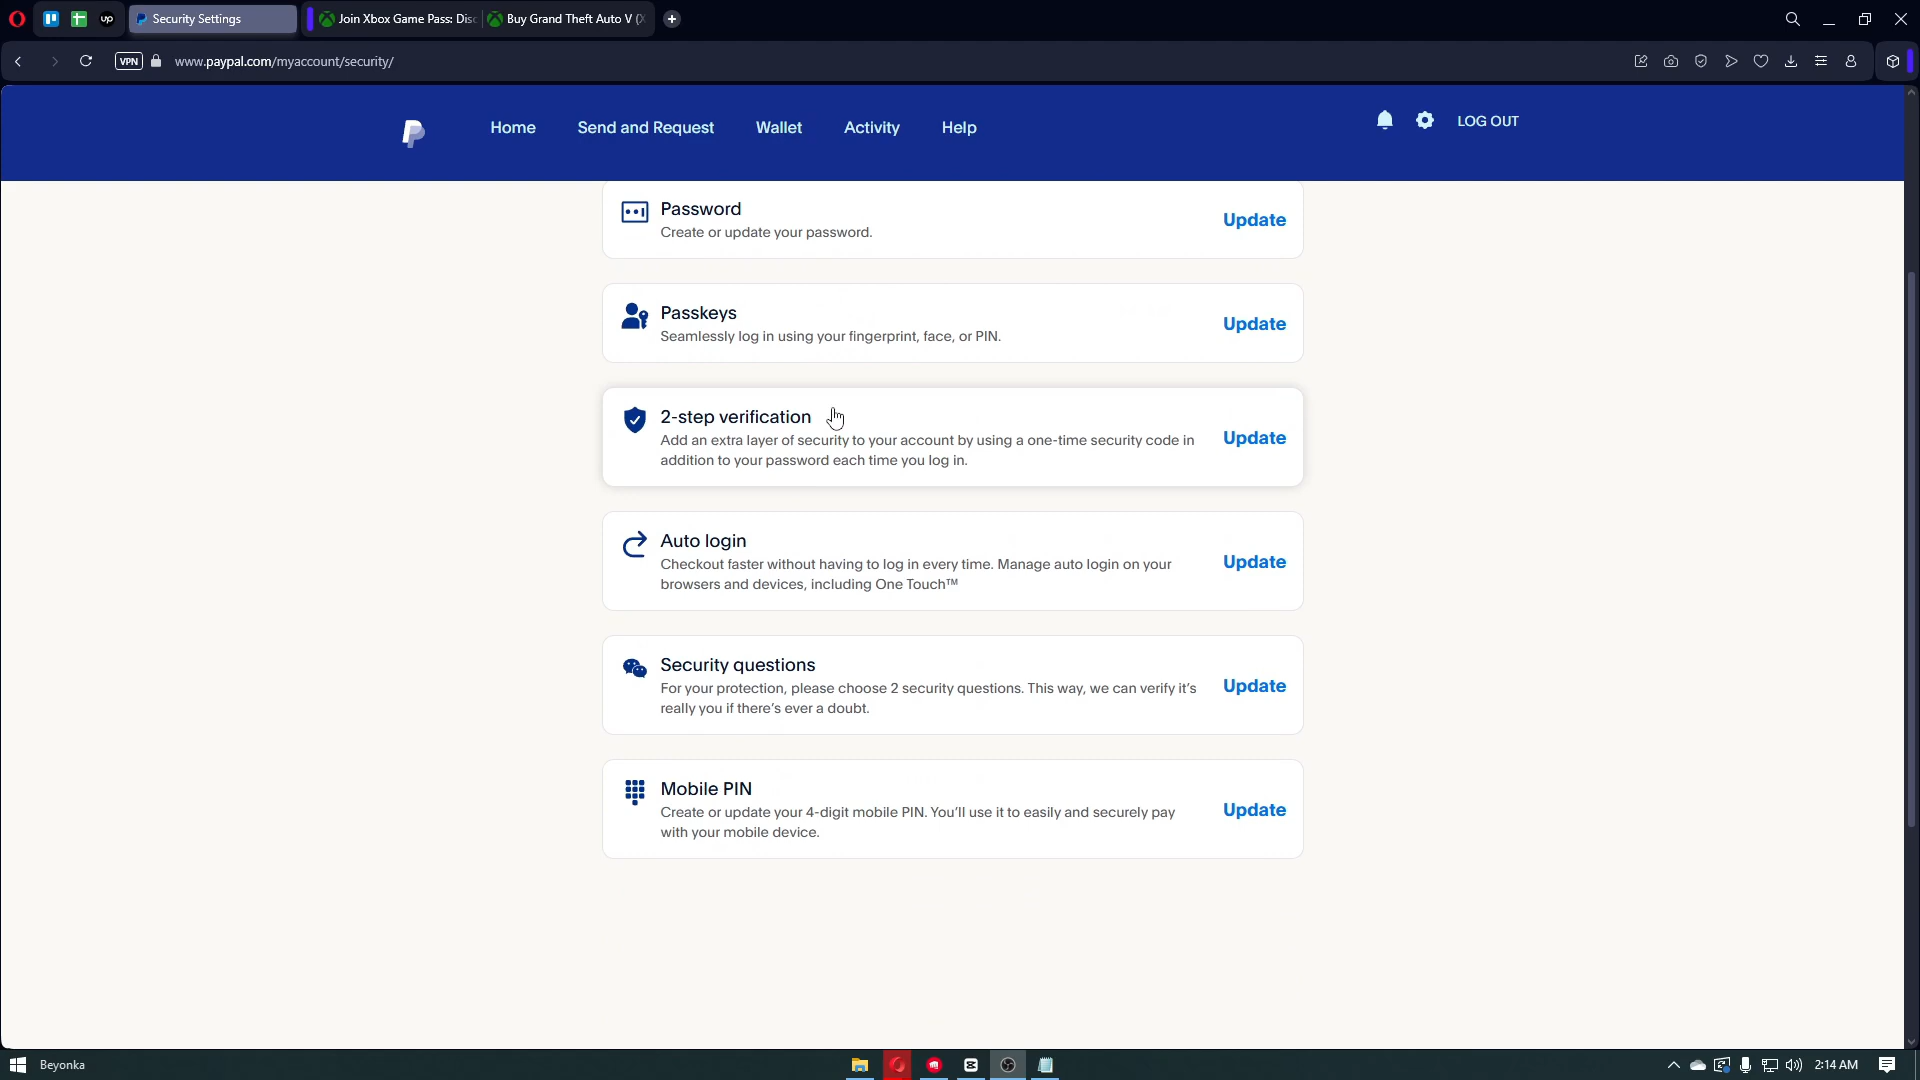 up
Security Settings
Join Xbox Game Pass: Disc
Buy Grand Theft Auto V (X
VPN
www.paypal.com/myaccount/security/
Home
Send and Request
Wallet
Activity
Help
LOG OUT
Password
Create or update your password.
Update
Passkeys
Seamlessly log in using your fingerprint, face, or PIN.
Update
2-step verification
Add an extra layer of security to your account by using a one-time security code in
addition to your password each time you log in.
Update
Auto login
Checkout faster without having to log in every time. Manage auto login on your
browsers and devices, including One Touch™
Update
Security questions
For your protection, please choose 2 security questions. This way, we can verify it's
really you if there's ever a doubt.
Update
Mobile PIN
Create or update your 4-digit mobile PIN. You'll use it to easily and securely pay
with your mobile device.
Update
Beyonka
2:14 AM